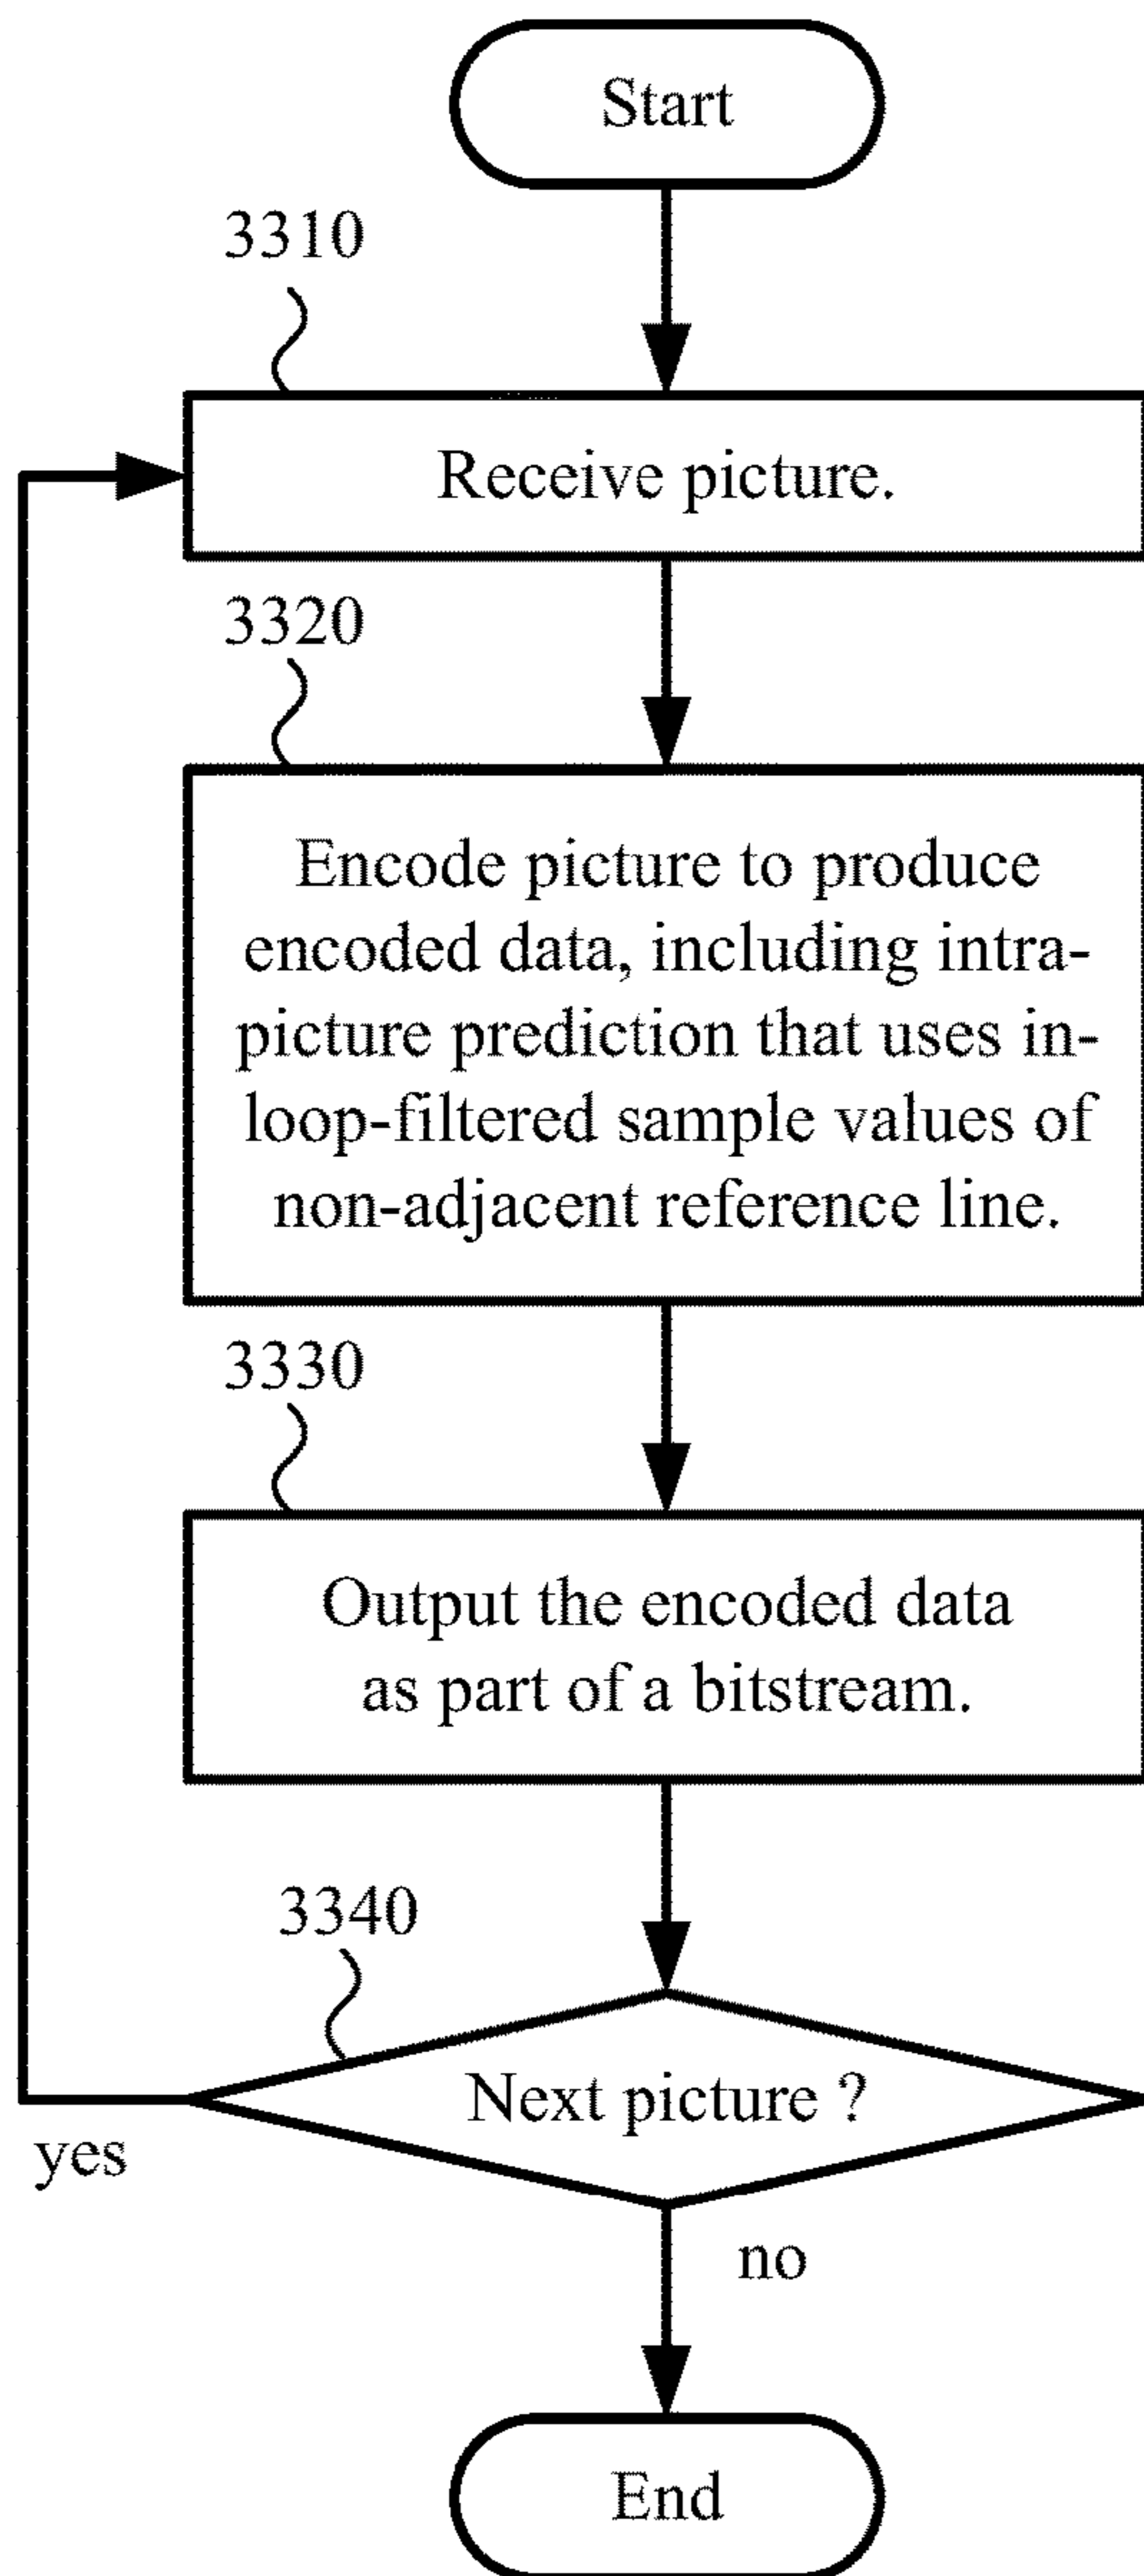 Start
3310
Receive picture.
3320
Encode picture to produce
encoded data, including intra-
picture prediction that uses in-
loop-filtered sample values of
non-adjacent reference line.
3330
Output the encoded data
as part of a bitstream.
3340
Next picture ?
yes
no
End